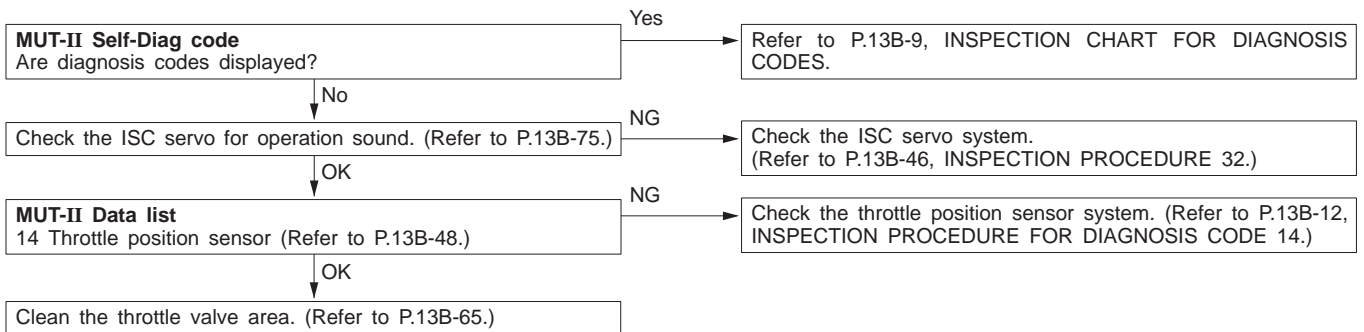 MUT-II Self-Diag code
Are diagnosis codes displayed?
Yes
Refer to P.13B-9, INSPECTION CHART FOR DIAGNOSIS
CODES.
No
Check the ISC servo for operation sound. (Refer to P.13B-75.)
NG
Check the ISC servo system.
(Refer to P.13B-46, INSPECTION PROCEDURE 32.)
OK
MUT-II Data list
14 Throttle position sensor (Refer to P.13B-48.)
NG
Check the throttle position sensor system. (Refer to P.13B-12,
INSPECTION PROCEDURE FOR DIAGNOSIS CODE 14.)
OK
Clean the throttle valve area. (Refer to P.13B-65.)